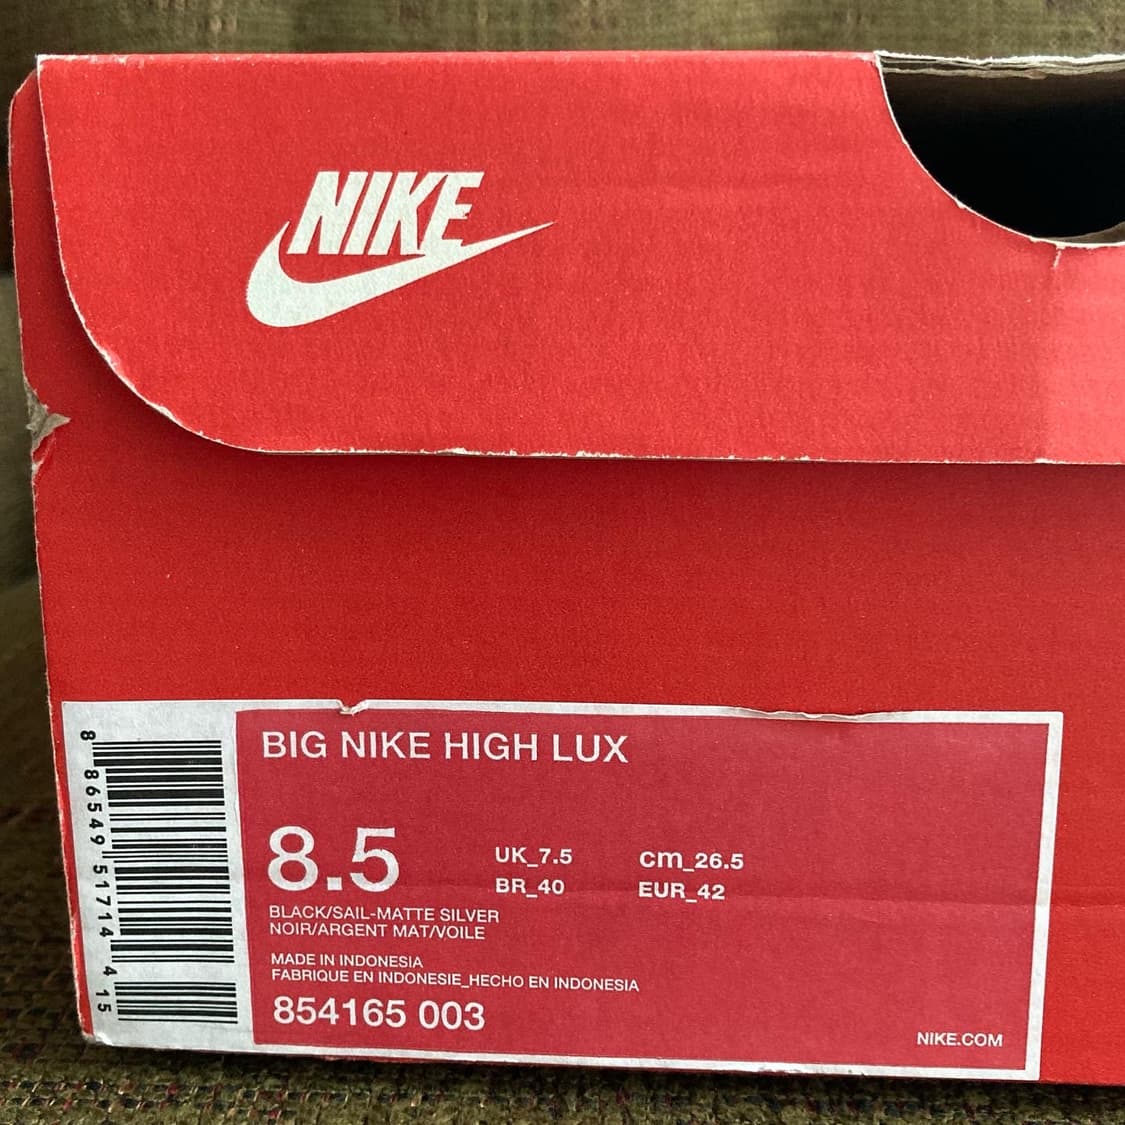 NIKE
BIG NIKE HIGH LUX
8.5
UK_7.5 cm_26.5
BR_40 EUR_42
BLACK/SAIL-MATTE SILVER
NOIR/ARGENT MAT/VOILE
MADE IN INDONESIA
FABRIQUE EN INDONESIE_HECHO EN INDONESIA
854165 003
NIKE.COM
8 86549 51714 4 15